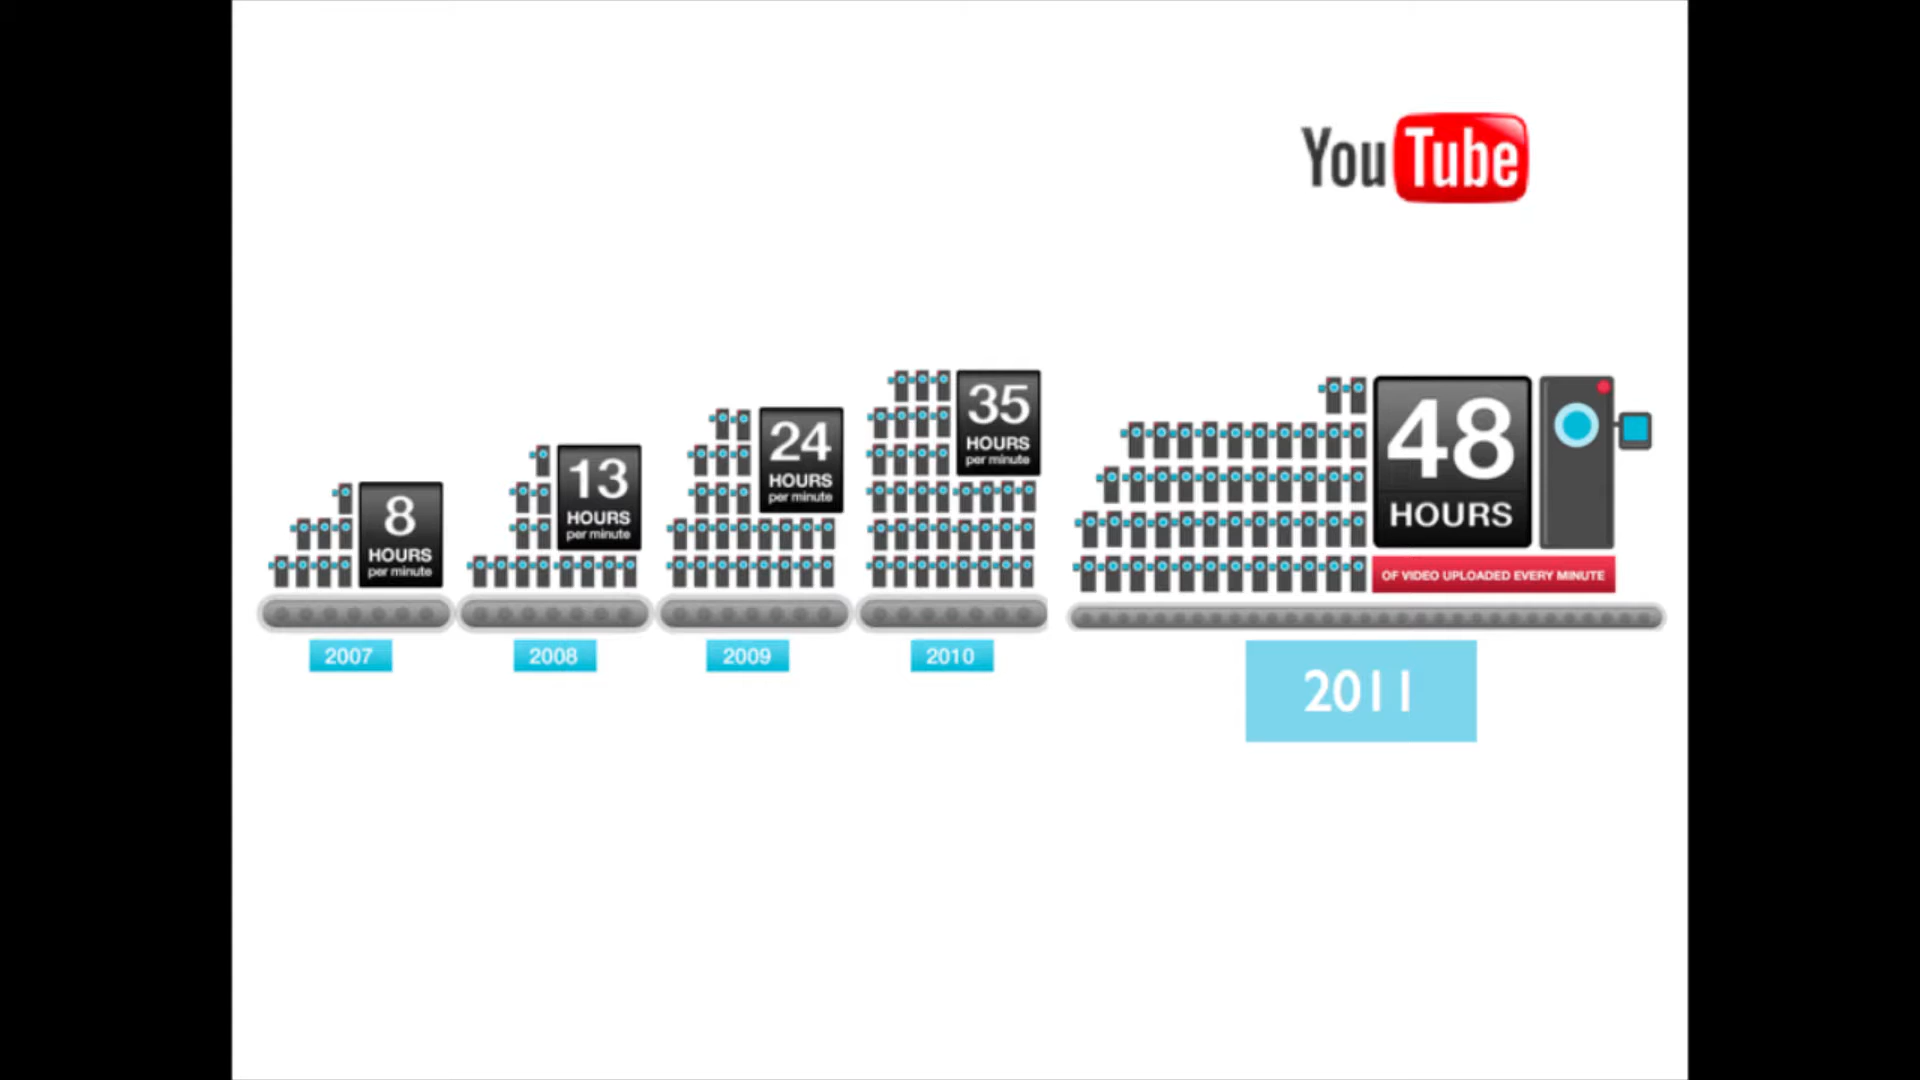 YouTube
8
HOURS
per minute
2007
13
HOURS
per minute
2008
24
HOURS
per minute
2009
35
HOURS
per minute
2010
48
HOURS
OF VIDEO UPLOADED EVERY MINUTE
2011